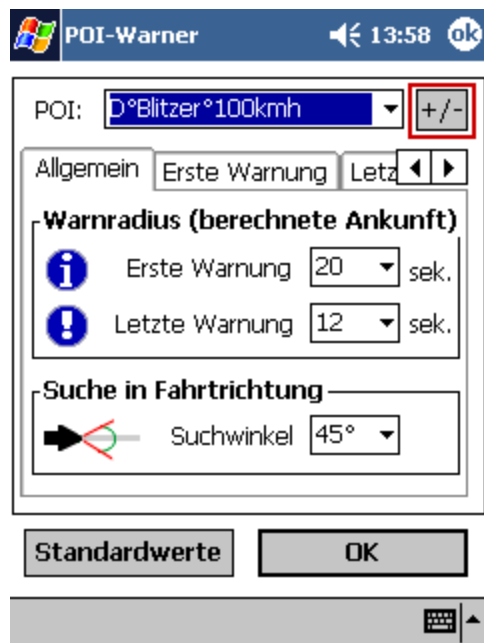 POI-Warner 13:58 ok
POI: D°Blitzer°100kmh +/-
Allgemein Erste Warnung Letz
Warnradius (berechnete Ankunft)
Erste Warnung 20 sek.
Letzte Warnung 12 sek.
Suche in Fahrtrichtung
Suchwinkel 45°
Standardwerte OK